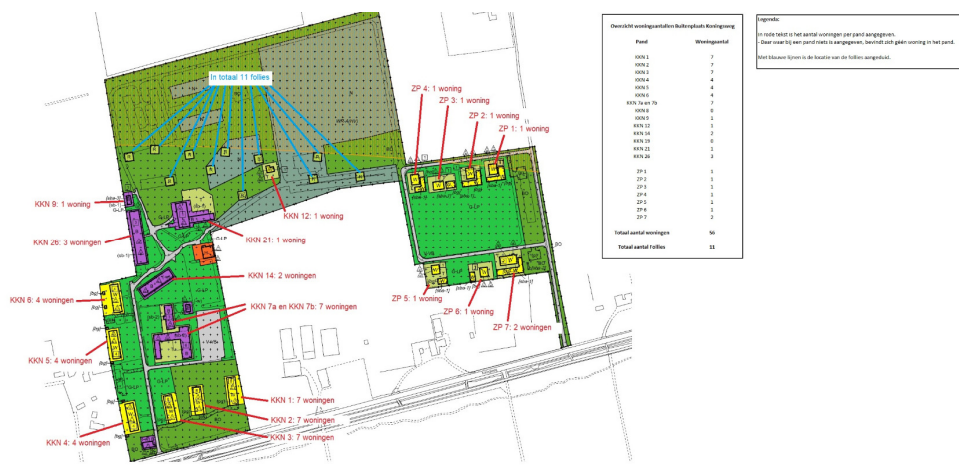 In totaal 11 follies
ZP 4: 1 woning
ZP 3: 1 woning
ZP 2: 1 woning
ZP 1: 1 woning
KKN 9: 1 woning
KKN 12: 1 woning
KKN 26: 3 woningen
KKN 21: 1 woning
KKN 14: 2 woningen
ZP 5: 1 woning
ZP 6: 1 woning
ZP 7: 2 woningen
KKN 6: 4 woningen
KKN 7a en KKN 7b: 7 woningen
KKN 5: 4 woningen
KKN 1: 7 woningen
KKN 2: 7 woningen
KKN 4: 4 woningen
KKN 3: 7 woningen
Overzicht woningaantallen Buitenplaats Koningsweg
Pand Woningaantal
KKN 1 7
KKN 2 7
KKN 3 7
KKN 4 4
KKN 5 4
KKN 6 4
KKN 7a en 7b 7
KKN 8 0
KKN 9 1
KKN 12 1
KKN 14 2
KKN 19 0
KKN 21 1
KKN 26 3
ZP 1 1
ZP 2 1
ZP 3 1
ZP 4 1
ZP 5 1
ZP 6 1
ZP 7 2
Totaal aantal woningen 56
Totaal aantal Follies 11
Legenda:
In rode tekst is het aantal woningen per pand aangegeven.
- Daar waar bij een pand niets is aangegeven, bevindt zich géén woning in het pand.
Met blauwe lijnen is de locatie van de follies aangeduid.